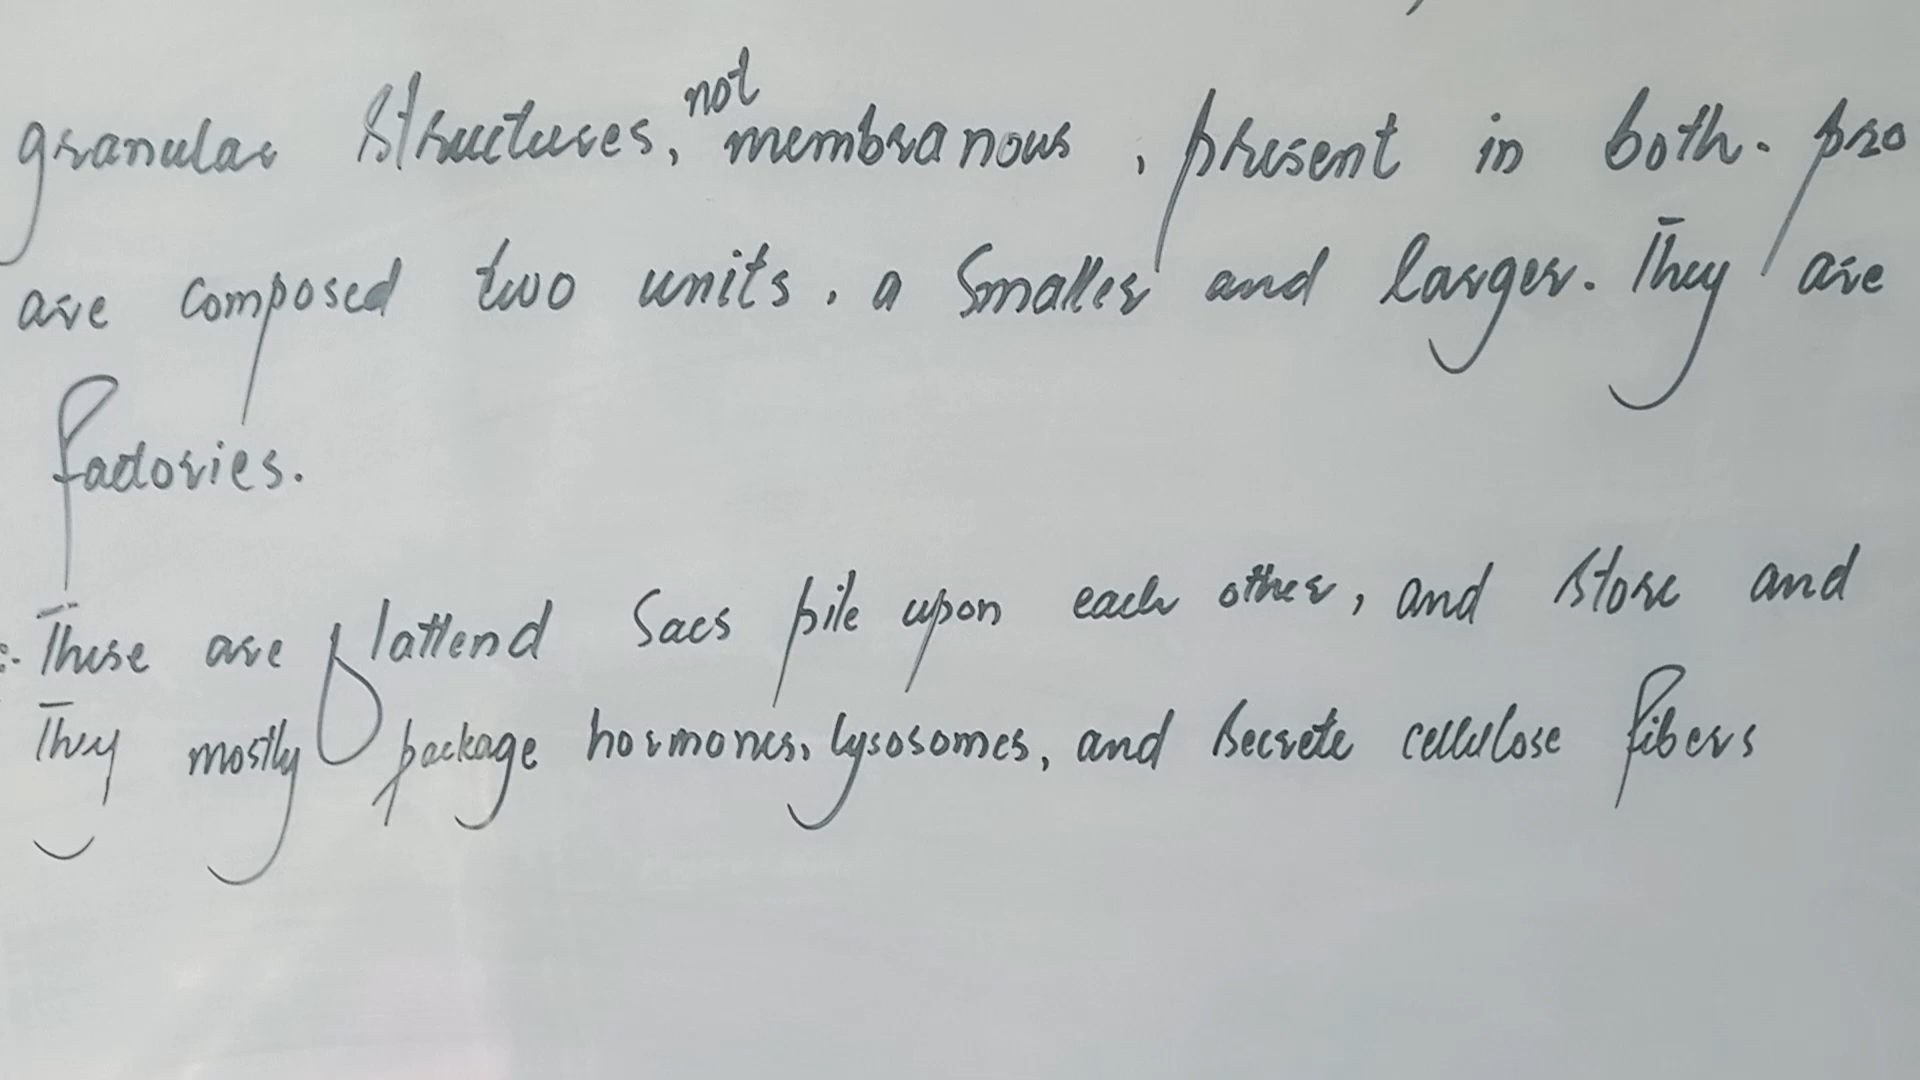 granular structures, not membranous, present in both. pro
are composed two units, a smaller and larger. They are
factories.
:- These are flattend sacs pile upon each other, and store and
They mostly package hormones, lysosomes, and secrete cellulose fibers